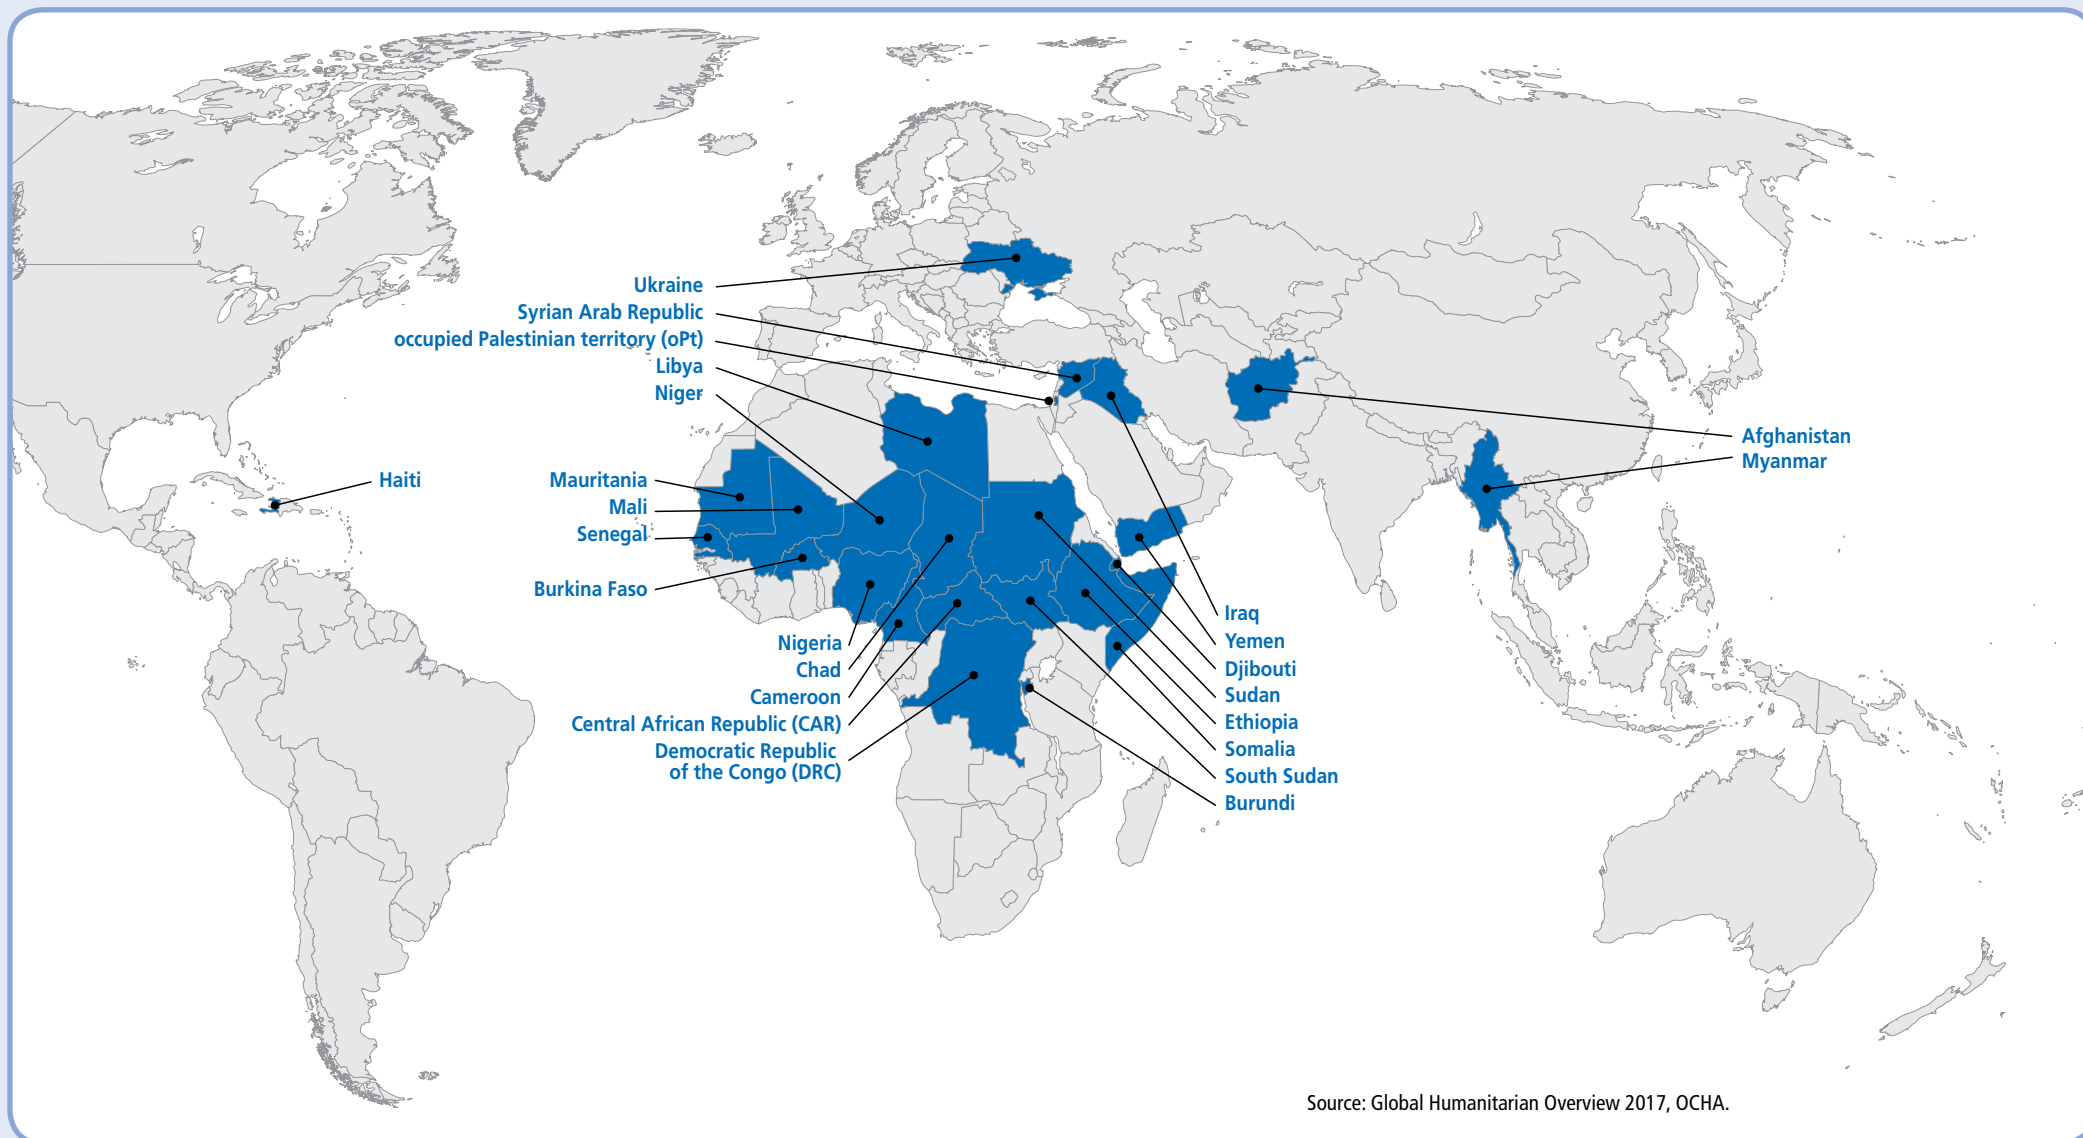 Ukraine
Syrian Arab Republic
occupied Palestinian territory (oPt)
Libya
Niger
Haiti
Mauritania
Mali
Senegal
Burkina Faso
Nigeria
Chad
Cameroon
Central African Republic (CAR)
Democratic Republic
of the Congo (DRC)
Afghanistan
Myanmar
Iraq
Yemen
Djibouti
Sudan
Ethiopia
Somalia
South Sudan
Burundi
Source: Global Humanitarian Overview 2017, OCHA.